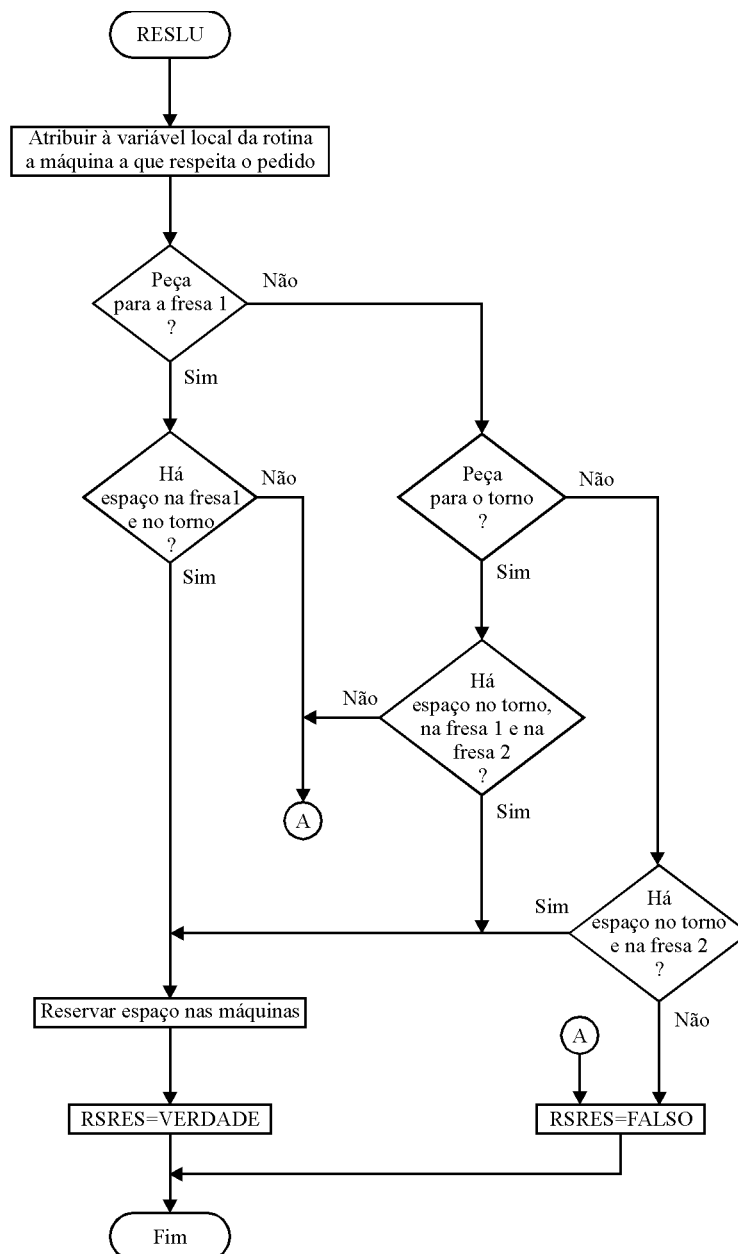 RESLU
Atribuir à variável local da rotina
a máquina a que respeita o pedido
Peça
para a fresa 1
?
Não
Sim
Há
espaço na fresa1
e no torno
?
Não
Sim
Peça
para o torno
?
Não
Sim
Há
espaço no torno,
na fresa 1 e na
fresa 2
?
Não
Sim
A
Há
espaço no torno
e na fresa 2
?
Sim
Não
Reservar espaço nas máquinas
A
RSRES=VERDADE
RSRES=FALSO
Fim